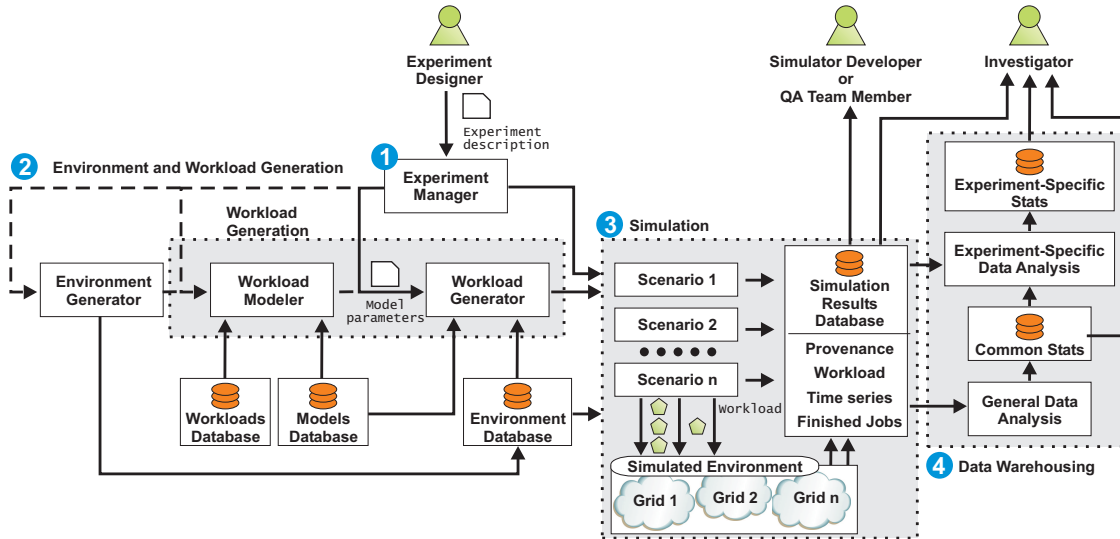 Experiment
Designer
Simulator Developer
or
QA Team Member
Investigator
Experiment
description
1
Experiment
Manager
2
Environment and Workload Generation
Workload
Generation
Environment
Generator
Workload
Modeler
Model
parameters
Workload
Generator
Workloads
Database
Models
Database
Environment
Database
3
Simulation
Scenario 1
Scenario 2
Scenario n
Workload
Simulated Environment
Grid 1
Grid 2
Grid n
Simulation
Results
Database
Provenance
Workload
Time series
Finished Jobs
Experiment-Specific
Stats
Experiment-Specific
Data Analysis
Common Stats
General Data
Analysis
4
Data Warehousing